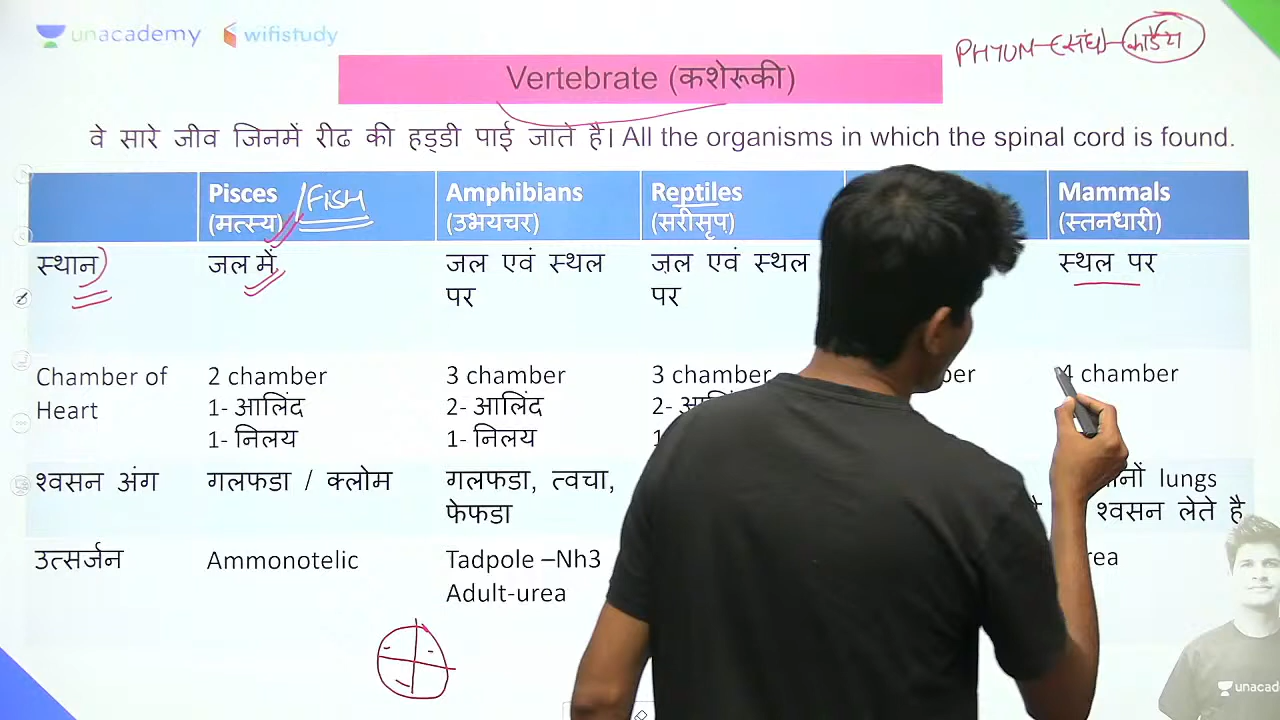 unacademy wifistudy
PHYUM-(संघ)-कार्डेय
Vertebrate (कशेरूकी)
वे सारे जीव जिनमें रीढ की हड्डी पाई जाते है। All the organisms in which the spinal cord is found.
Pisces
(मत्स्य)
/FISH
Amphibians
(उभयचर)
Reptiles
(सरीसृप)
Mammals
(स्तनधारी)
स्थान
जल में
जल एवं स्थल
पर
जल एवं स्थल
पर
स्थल पर
Chamber of
Heart
2 chamber
1- आलिंद
1- निलय
3 chamber
2- आलिंद
1- निलय
3 chamber
2-
4 chamber
श्वसन अंग
गलफडा / क्लोम
गलफडा, त्वचा,
फेफडा
lungs
श्वसन लेते है
उत्सर्जन
Ammonotelic
Tadpole –Nh3
Adult-urea
unacade